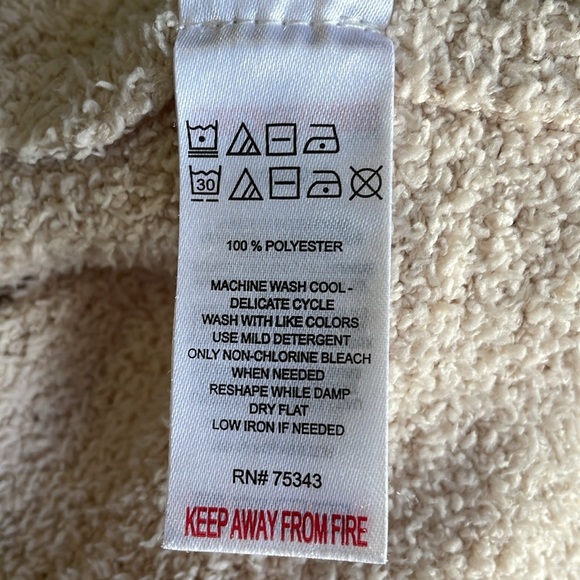 30
100 % POLYESTER
MACHINE WASH COOL -
DELICATE CYCLE
WASH WITH LIKE COLORS
USE MILD DETERGENT
ONLY NON-CHLORINE BLEACH
WHEN NEEDED
RESHAPE WHILE DAMP
DRY FLAT
LOW IRON IF NEEDED
RN# 75343
KEEP AWAY FROM FIRE